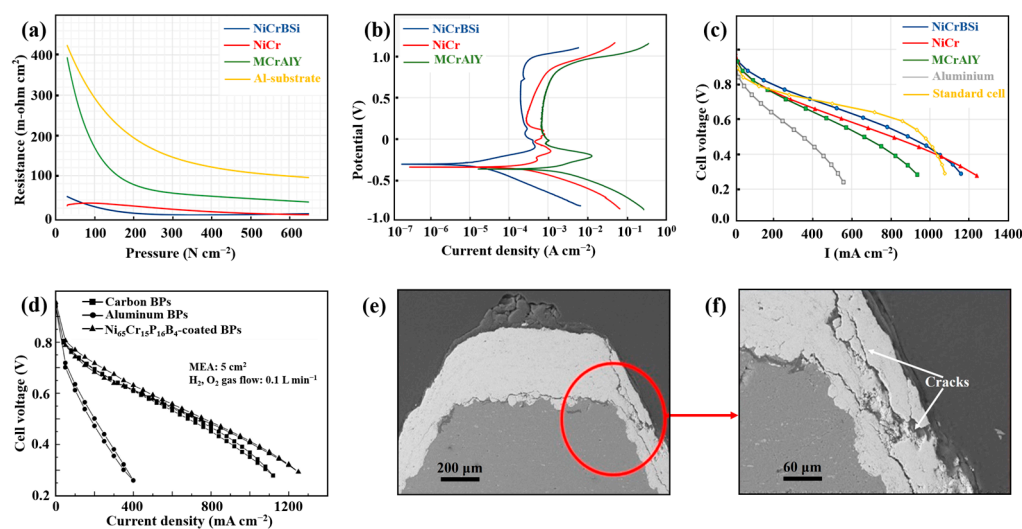 (a)
NiCrBSi
NiCr
MCrAlY
Al-substrate
Resistance (m-ohm cm²)
400
300
200
100
0
0 100 200 300 400 500 600
Pressure (N cm⁻²)
(b)
NiCrBSi
NiCr
MCrAlY
Potential (V)
1.0
0.5
0
-0.5
-1.0
10⁻⁷ 10⁻⁶ 10⁻⁵ 10⁻⁴ 10⁻³ 10⁻² 10⁻¹ 10⁰
Current density (A cm⁻²)
(c)
NiCrBSi
NiCr
MCrAlY
Aluminium
Standard cell
Cell voltage (V)
0.8
0.6
0.4
0.2
0.0
0 200 400 600 800 1000 1200 1400
I (mA cm⁻²)
(d)
Carbon BPs
Aluminum BPs
Ni₆₅Cr₁₅P₁₆B₄-coated BPs
MEA: 5 cm²
H₂, O₂ gas flow: 0.1 L min⁻¹
Cell voltage (V)
0.8
0.6
0.4
0.2
0 400 800 1200
Current density (mA cm⁻²)
(e)
200 μm
(f)
Cracks
60 μm